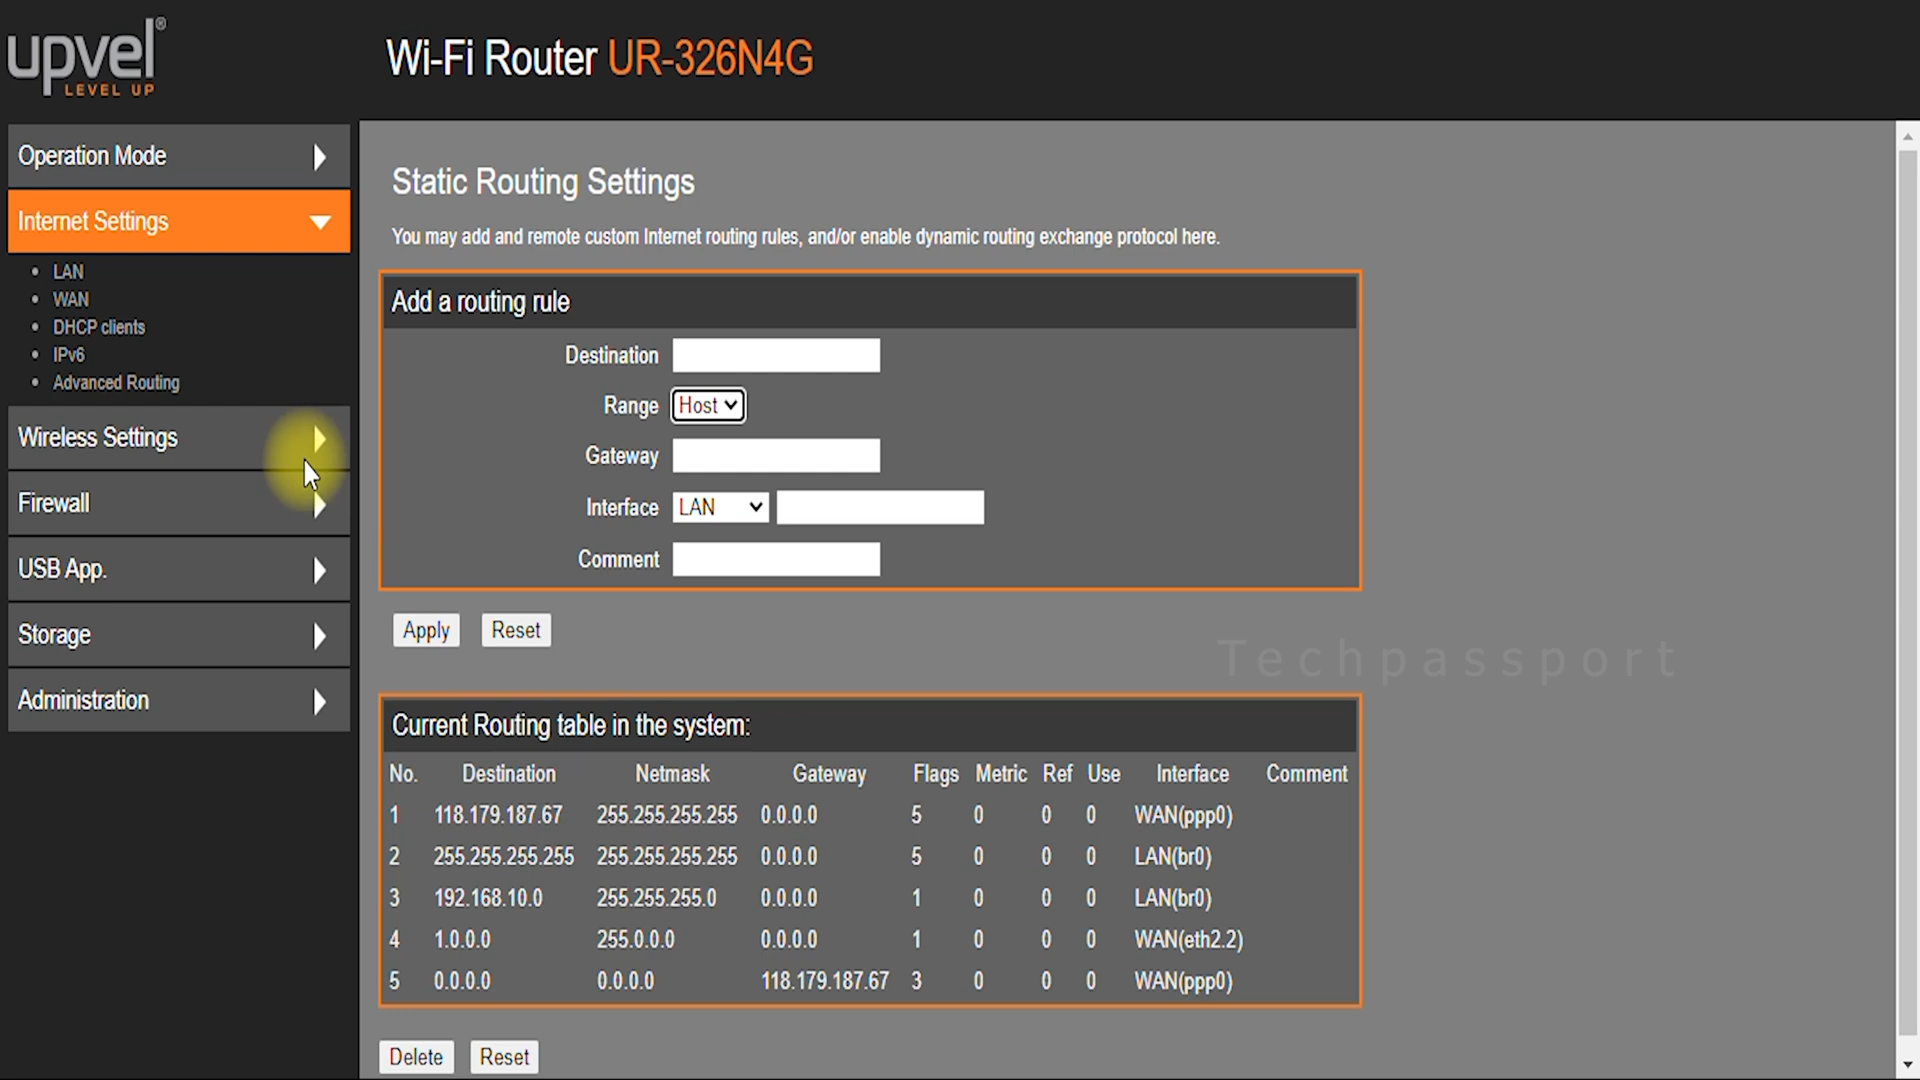 upvel®
LEVEL UP
Wi-Fi Router UR-326N4G
Operation Mode
Internet Settings
LAN
WAN
DHCP clients
IPv6
Advanced Routing
Wireless Settings
Firewall
USB App.
Storage
Administration
Static Routing Settings
You may add and remote custom Internet routing rules, and/or enable dynamic routing exchange protocol here.
Add a routing rule
Destination
Range Host
Gateway
Interface LAN
Comment
Apply Reset
Techpassport
Current Routing table in the system:
No. Destination Netmask Gateway Flags Metric Ref Use Interface Comment
1 118.179.187.67 255.255.255.255 0.0.0.0 5 0 0 0 WAN(ppp0)
2 255.255.255.255 255.255.255.255 0.0.0.0 5 0 0 0 LAN(br0)
3 192.168.10.0 255.255.255.0 0.0.0.0 1 0 0 0 LAN(br0)
4 1.0.0.0 255.0.0.0 0.0.0.0 1 0 0 0 WAN(eth2.2)
5 0.0.0.0 0.0.0.0 118.179.187.67 3 0 0 0 WAN(ppp0)
Delete Reset